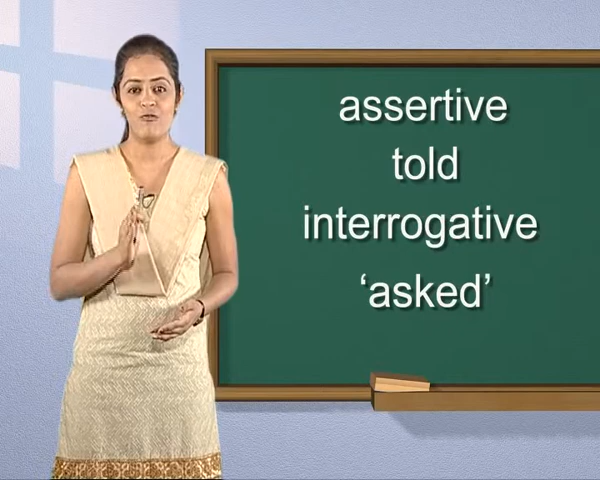 assertive
told
interrogative
‘asked’